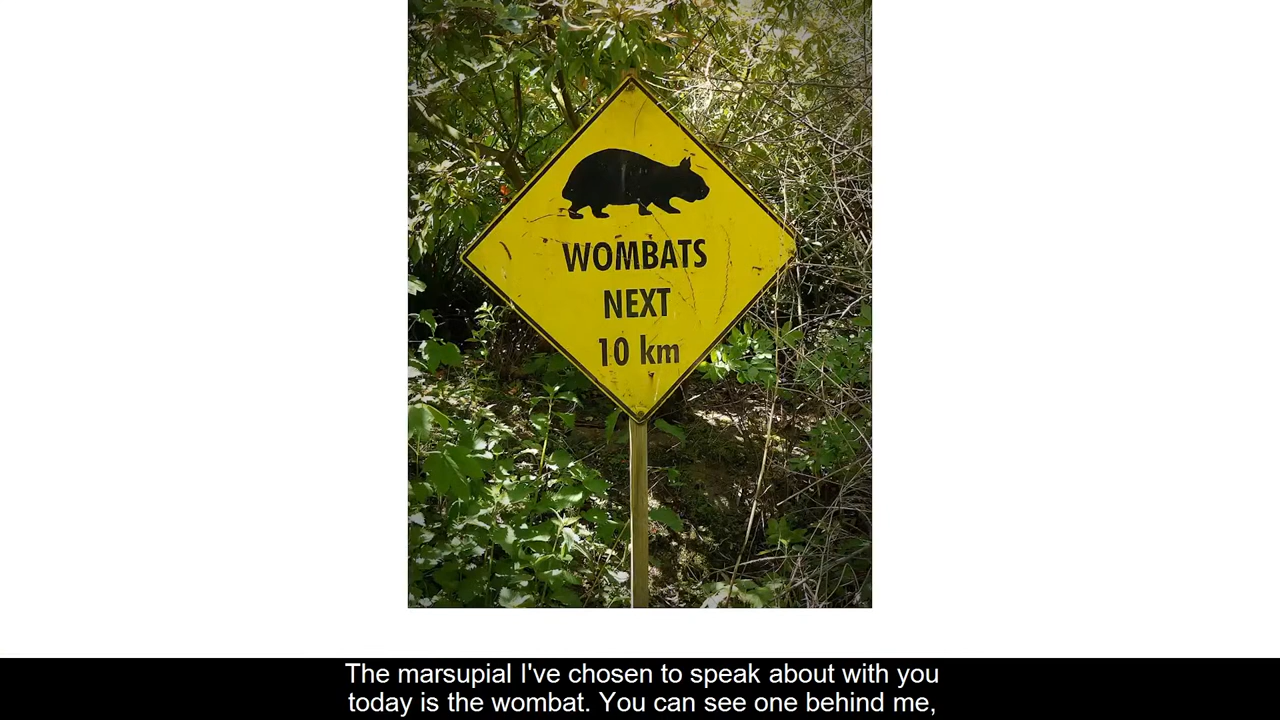 WOMBATS
NEXT
10 km
The marsupial I've chosen to speak about with you
today is the wombat. You can see one behind me,